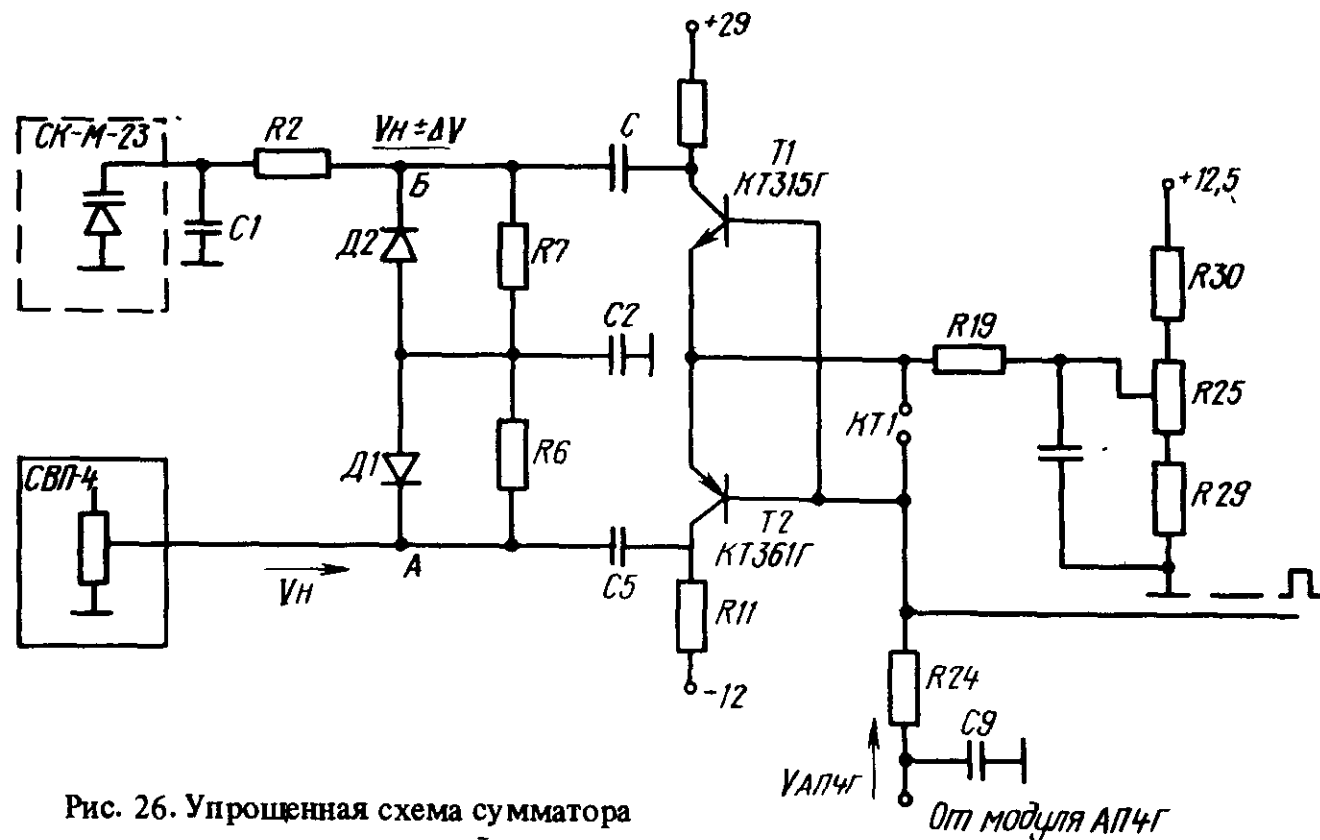 +29
СК-М-23
R2
Vн ± ΔV
C
T1
КТ315Г
+12,5
Б
C1
Д2
R7
R30
C2
R19
R25
КТ1
Д1
R6
СВП-4
R29
T2
КТ361Г
А
C5
Vн
R11
R24
-12
C9
VАПЧГ
От модуля АПЧГ
Рис. 26. Упрощенная схема сумматора